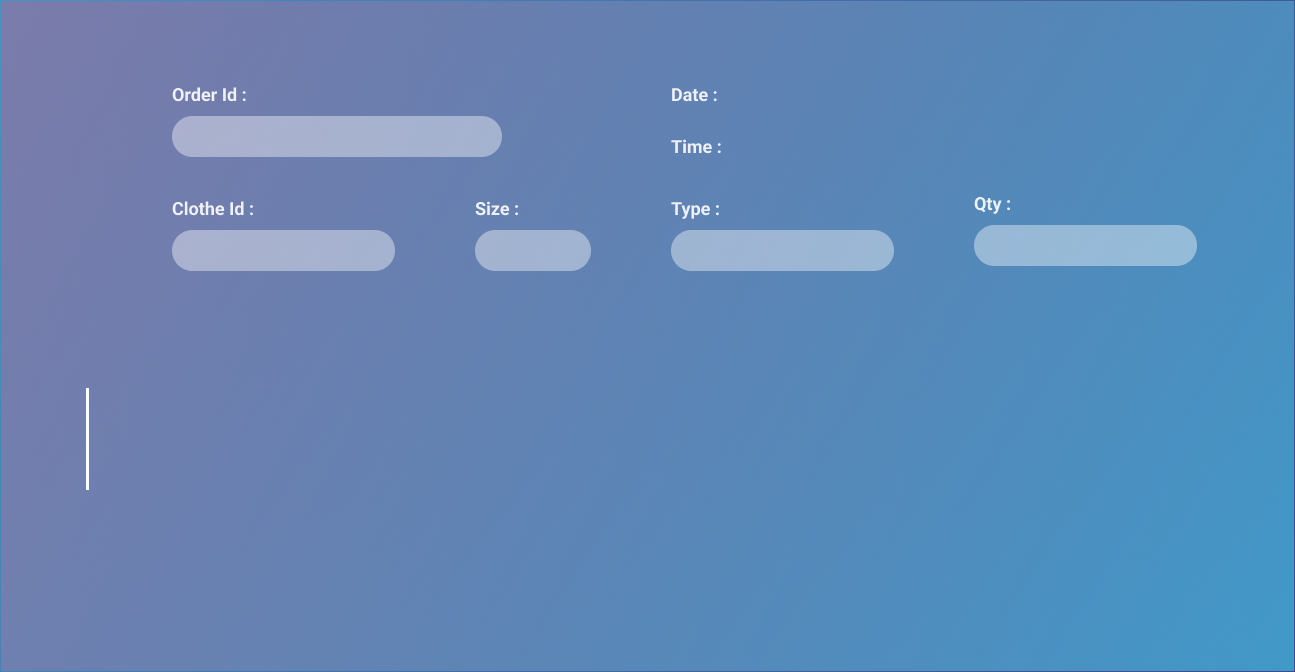 Order Id :
Date :
Time :
Clothe Id :
Size :
Type :
Qty :